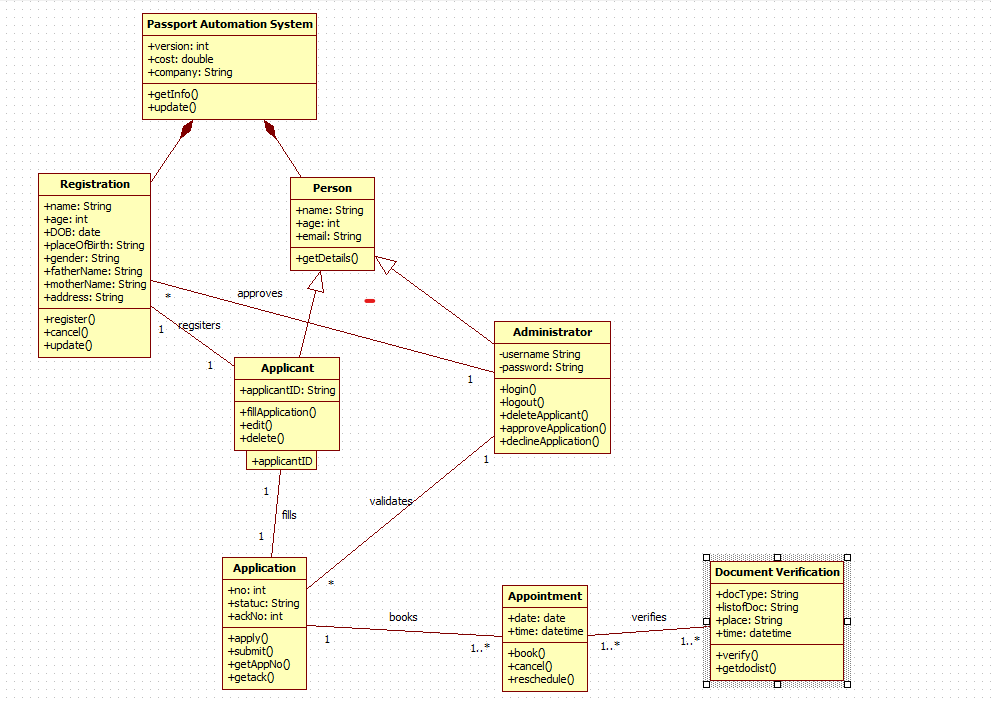 Passport Automation System
+version: int
+cost: double
+company: String
+getInfo()
+update()
Registration
+name: String
+age: int
+DOB: date
+placeOfBirth: String
+gender: String
+fatherName: String
+motherName: String
+address: String
+register()
+cancel()
+update()
Person
+name: String
+age: int
+email: String
+getDetails()
*
approves
1
1
regsiters
1
Applicant
+applicantID: String
+fillApplication()
+edit()
+delete()
+applicantID
Administrator
-username String
-password: String
+login()
+logout()
+deleteApplicant()
+approveApplication()
+declineApplication()
1
validates
*
1
fills
1
Application
+no: int
+statuc: String
+ackNo: int
+apply()
+submit()
+getAppNo()
+getack()
books
1
1..*
Appointment
+date: date
+time: datetime
+book()
+cancel()
+reschedule()
verifies
1..*
1..*
Document Verification
+docType: String
+listofDoc: String
+place: String
+time: datetime
+verify()
+getdoclist()